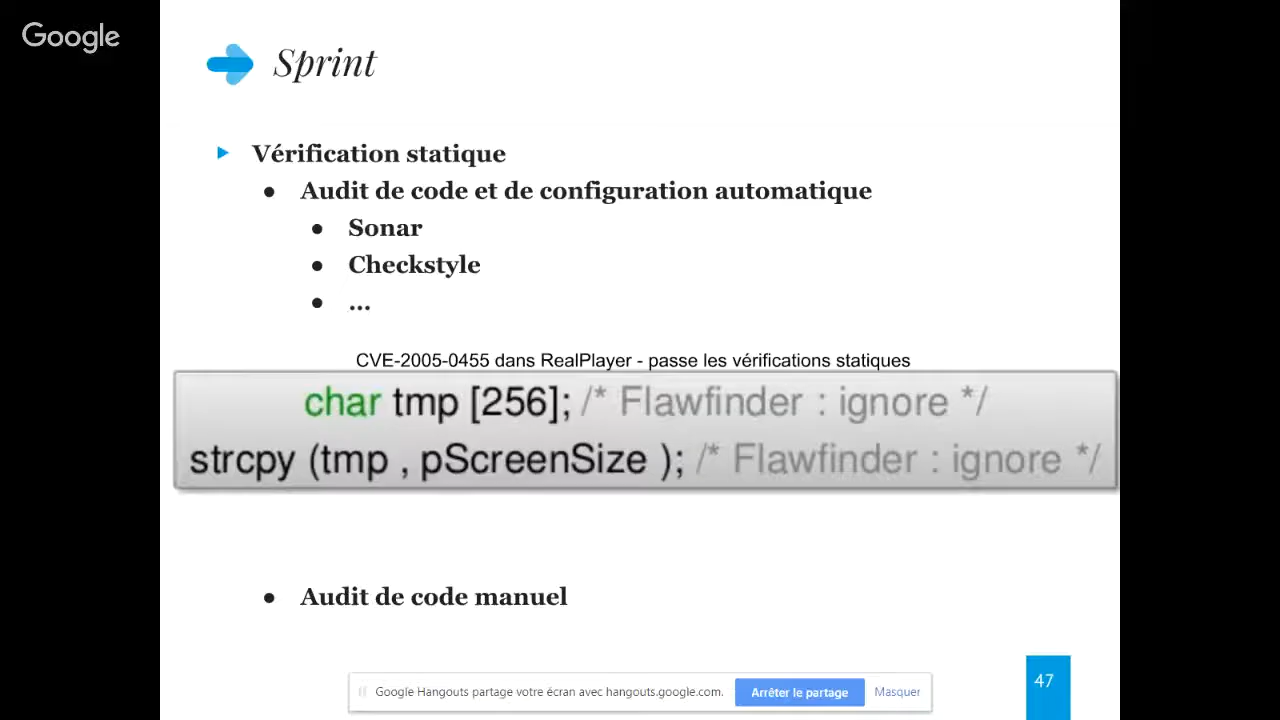 Google
Sprint
Vérification statique
Audit de code et de configuration automatique
Sonar
Checkstyle
...
CVE-2005-0455 dans RealPlayer - passe les vérifications statiques
char tmp [256]; /* Flawfinder : ignore */
strcpy (tmp , pScreenSize ); /* Flawfinder : ignore */
Audit de code manuel
47
Google Hangouts partage votre écran avec hangouts.google.com.
Arrêter le partage
Masquer